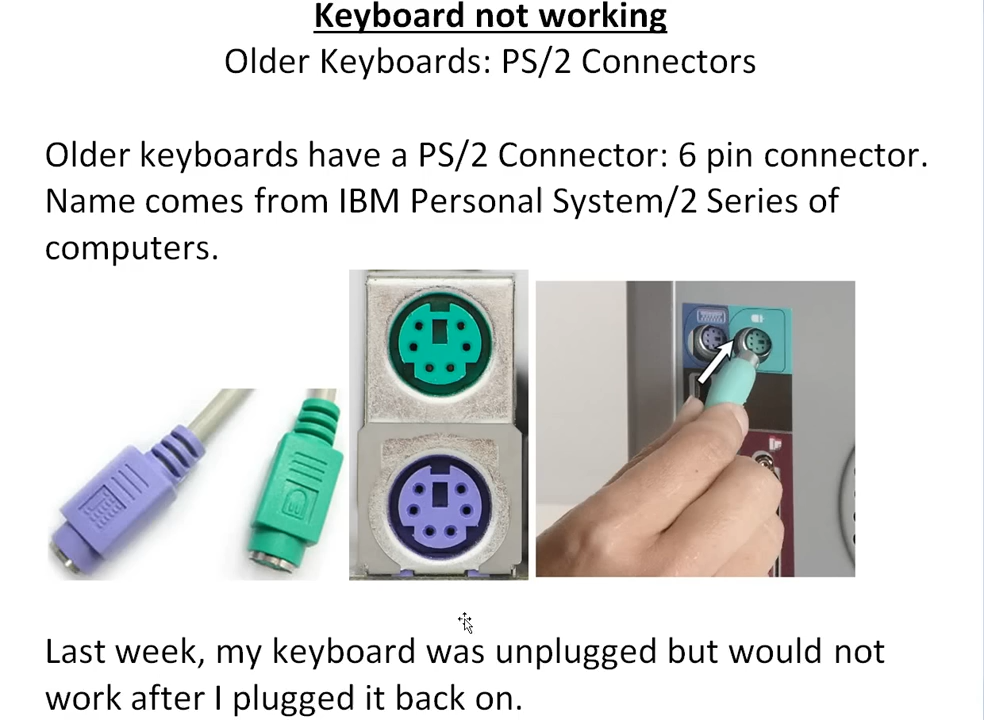 Keyboard not working
Older Keyboards: PS/2 Connectors
Older keyboards have a PS/2 Connector: 6 pin connector.
Name comes from IBM Personal System/2 Series of
computers.
Last week, my keyboard was unplugged but would not
work after I plugged it back on.